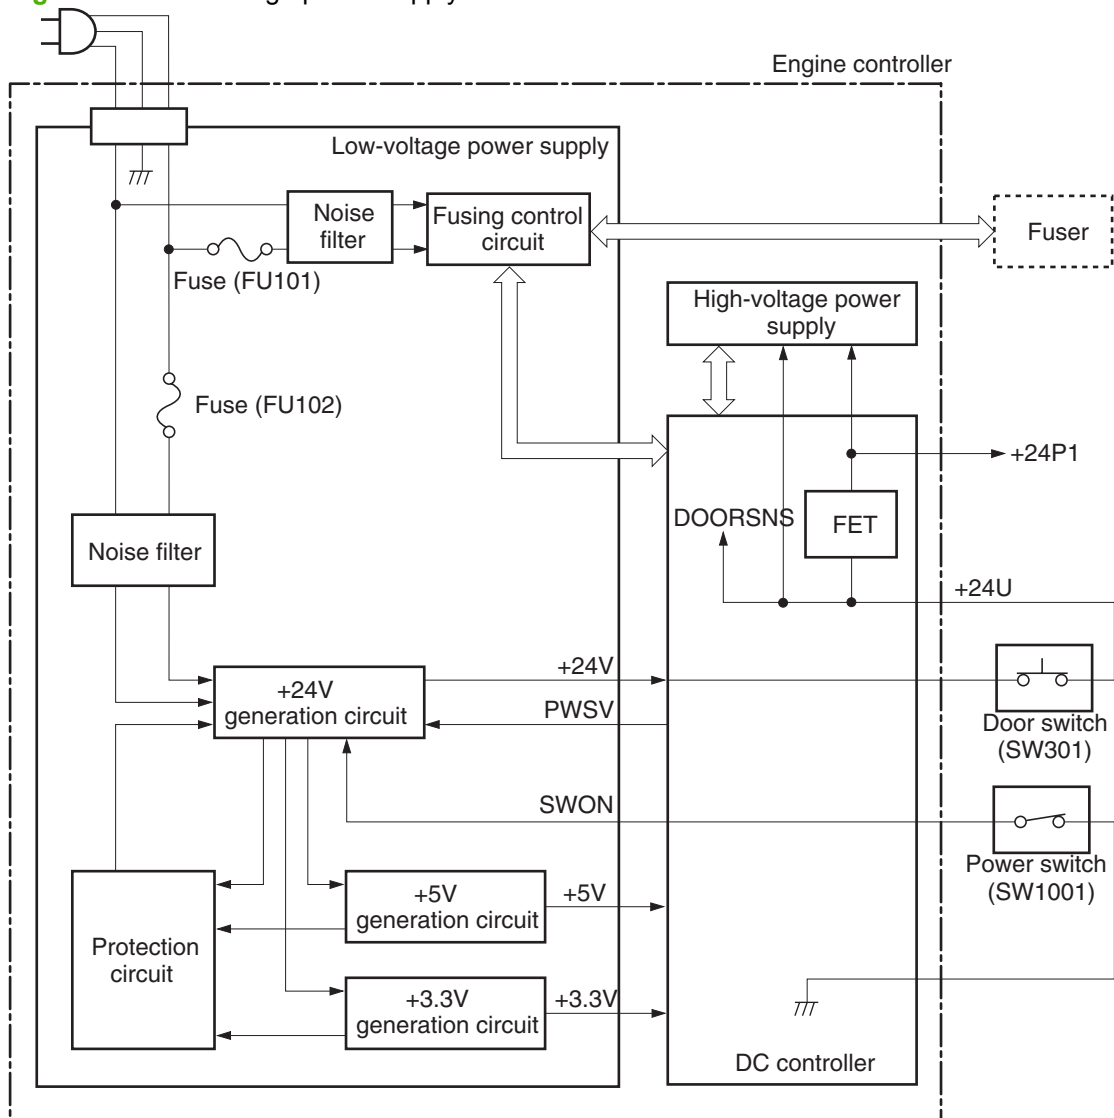 Engine controller
Low-voltage power supply
Noise
filter
Fusing control
circuit
Fuser
Fuse (FU101)
High-voltage power
supply
Fuse (FU102)
+24P1
DOORSNS
FET
Noise filter
+24U
+24V
+24V
generation circuit
PWSV
Door switch
(SW301)
SWON
Power switch
(SW1001)
+5V
generation circuit
+5V
Protection
circuit
+3.3V
generation circuit
+3.3V
DC controller